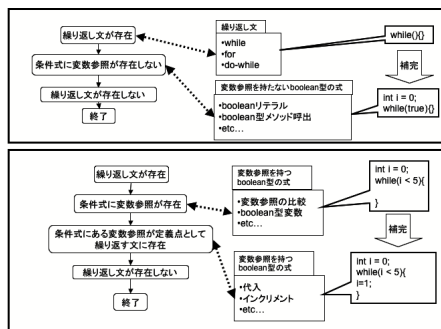 繰り返し文が存在
条件式に変数参照が存在しない
繰り返し文が存在しない
終了
繰り返し文
•while
•for
•do-while
変数参照を持たないboolean型の式
•booleanリテラル
•boolean型メソッド呼出
•etc…
while(){}
補完
int i = 0;
while(true){}
繰り返し文が存在
条件式に変数参照が存在
条件式にある変数参照が定義点として
繰り返す文に存在
繰り返し文が存在しない
終了
変数参照を持つ
boolean型の式
•変数参照の比較
•boolean型変数
•etc…
変数参照を持つ
boolean型の式
•代入
•インクリメント
•etc…
int i = 0;
while(i < 5){
}
補完
int i = 0;
while(i < 5){
i=1;
}